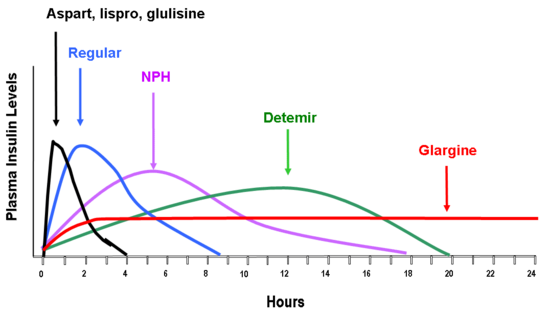 Aspart, lispro, glulisine
Regular
NPH
Detemir
Glargine
Plasma Insulin Levels
0 2 4 6 8 10 12 14 16 18 20 22 24
Hours